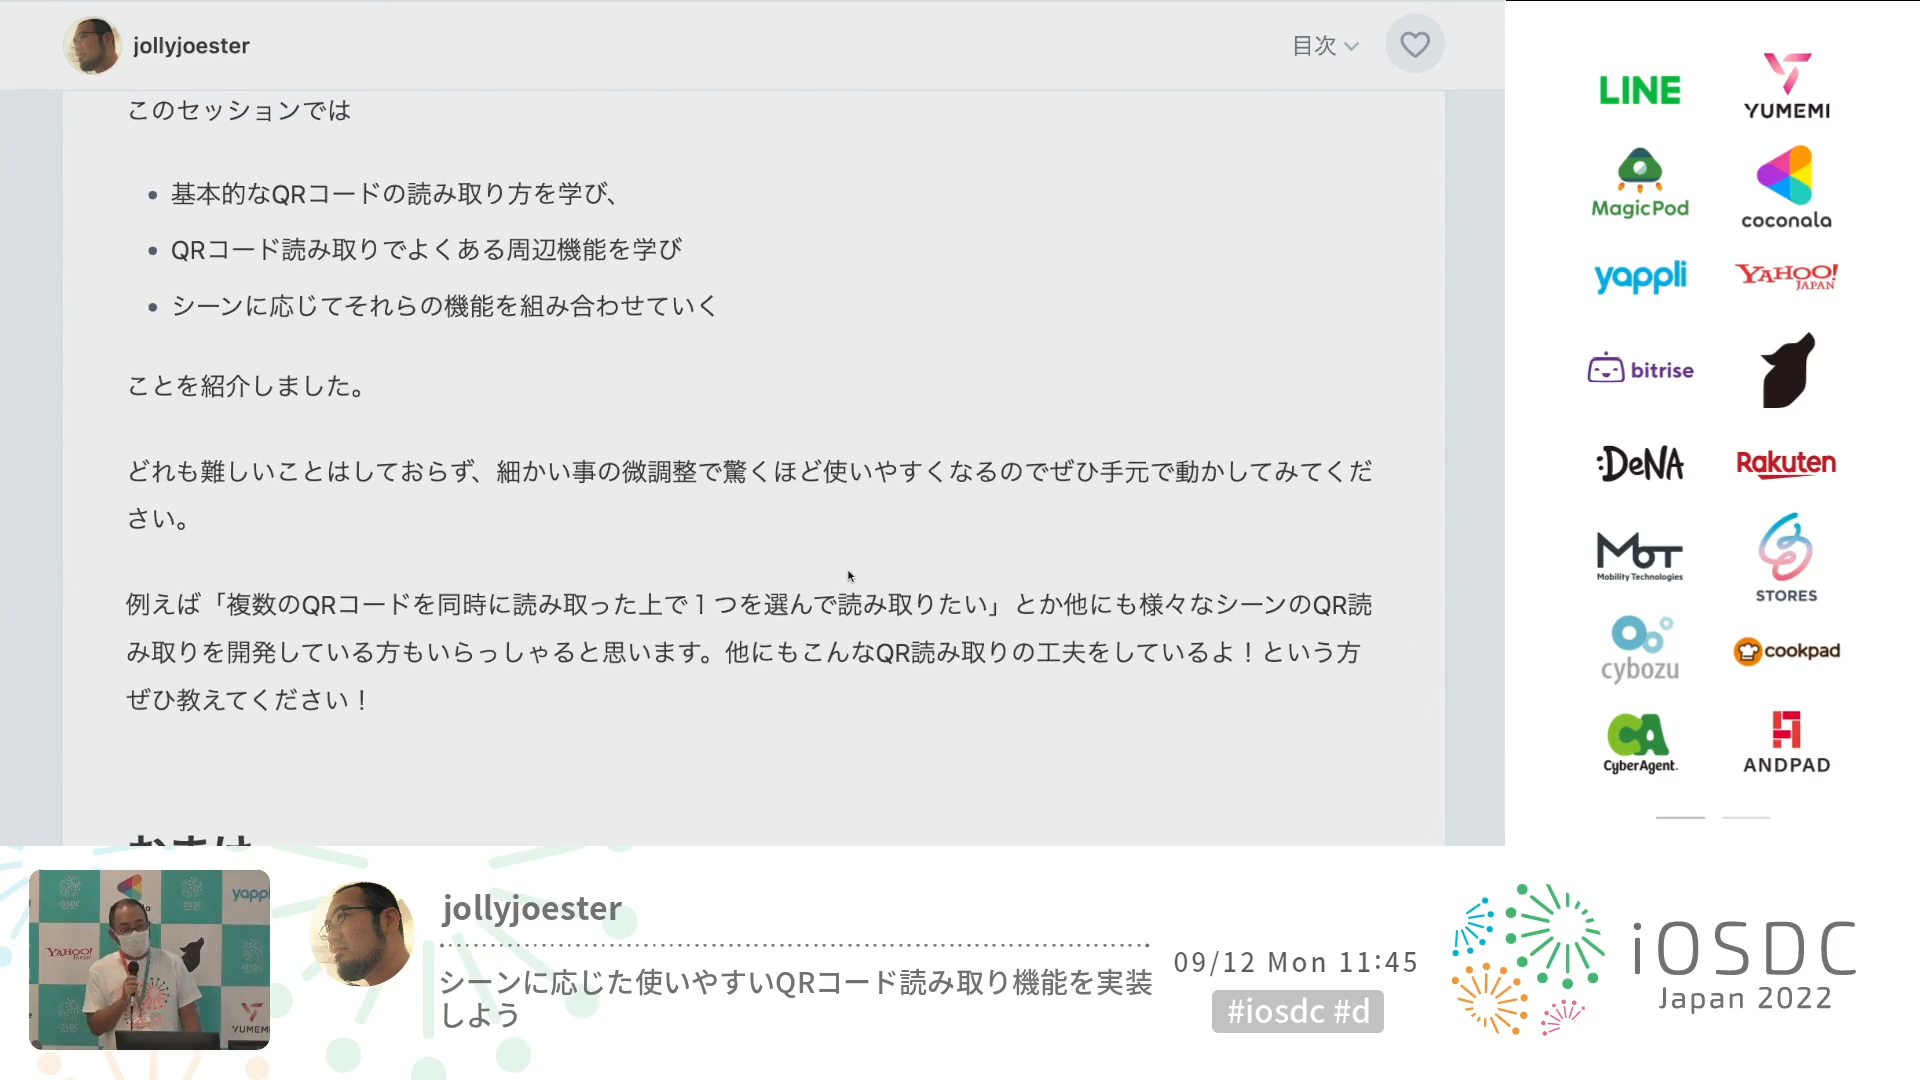 jollyjoester
目次
このセッションでは
基本的なQRコードの読み取り方を学び、
QRコード読み取りでよくある周辺機能を学び
シーンに応じてそれらの機能を組み合わせていく
ことを紹介しました。
どれも難しいことはしておらず、細かい事の微調整で驚くほど使いやすくなるのでぜひ手元で動かしてみてくだ
さい。
例えば「複数のQRコードを同時に読み取った上で1つを選んで読み取りたい」とか他にも様々なシーンのQR読
み取りを開発している方もいらっしゃると思います。他にもこんなQR読み取りの工夫をしているよ！という方
ぜひ教えてください！
LINE
YUMEMI
MagicPod
coconala
yappli
YAHOO!
JAPAN
bitrise
:DeNA
Rakuten
MoT
Mobility Technologies
STORES
cybozu
cookpad
CA
CyberAgent.
ANDPAD
yappli
YAHOO!
JAPAN
YUMEMI
jollyjoester
シーンに応じた使いやすいQRコード読み取り機能を実装
しよう
09/12 Mon 11:45
#iosdc #d
iOSDC
Japan 2022